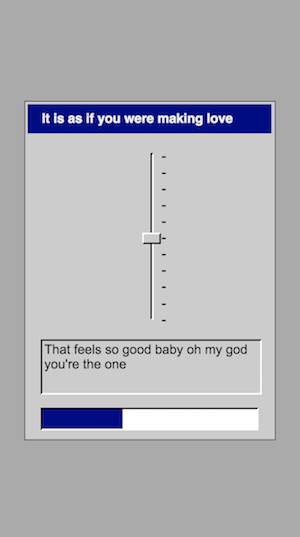 It is as if you were making love
That feels so good baby oh my god
you're the one